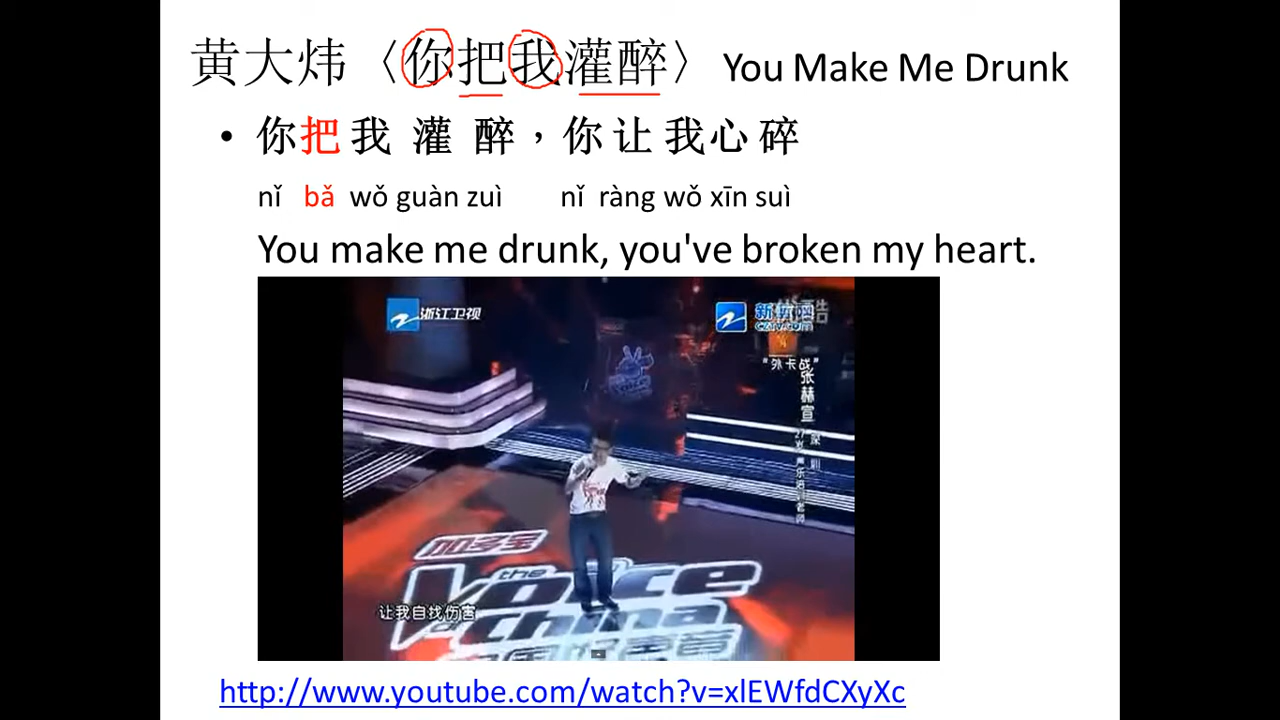 黄大炜〈你把我灌醉〉You Make Me Drunk
• 你把我 灌 醉，你让我心碎
nǐ bǎ wǒ guàn zuì nǐ ràng wǒ xīn suì
You make me drunk, you've broken my heart.
浙江卫视
"外卡战"
张赫宣
加多宝
the Voice
of China
让我自找伤害
http://www.youtube.com/watch?v=xlEWfdCXyXc